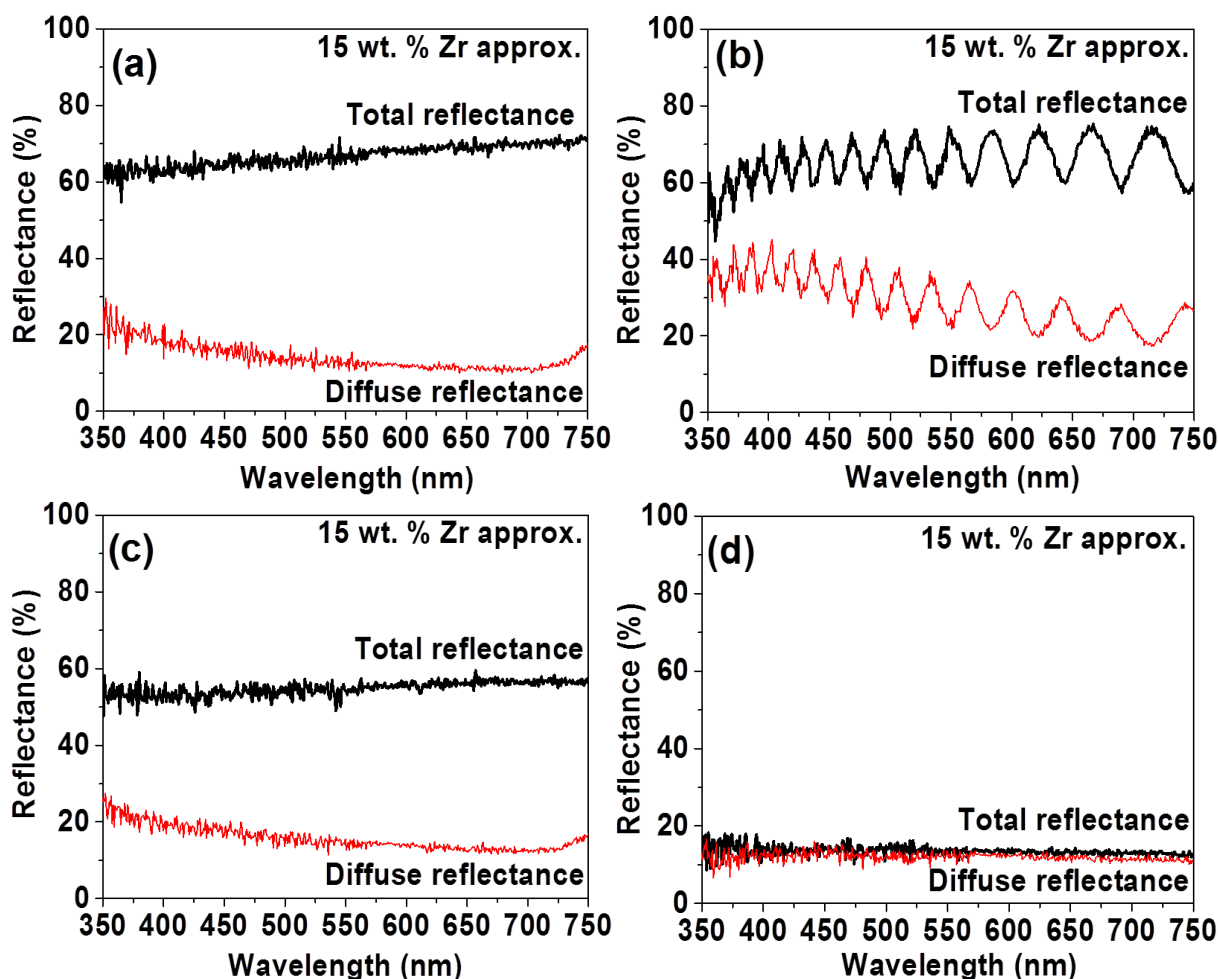 (a)
15 wt. % Zr approx.
Total reflectance
Diffuse reflectance
Reflectance (%)
100
80
60
40
20
0
350 400 450 500 550 600 650 700 750
Wavelength (nm)
(b)
15 wt. % Zr approx.
Total reflectance
Diffuse reflectance
Reflectance (%)
100
80
60
40
20
0
350 400 450 500 550 600 650 700 750
Wavelength (nm)
(c)
15 wt. % Zr approx.
Total reflectance
Diffuse reflectance
Reflectance (%)
100
80
60
40
20
0
350 400 450 500 550 600 650 700 750
Wavelength (nm)
(d)
15 wt. % Zr approx.
Total reflectance
Diffuse reflectance
Reflectance (%)
100
80
60
40
20
0
350 400 450 500 550 600 650 700 750
Wavelength (nm)